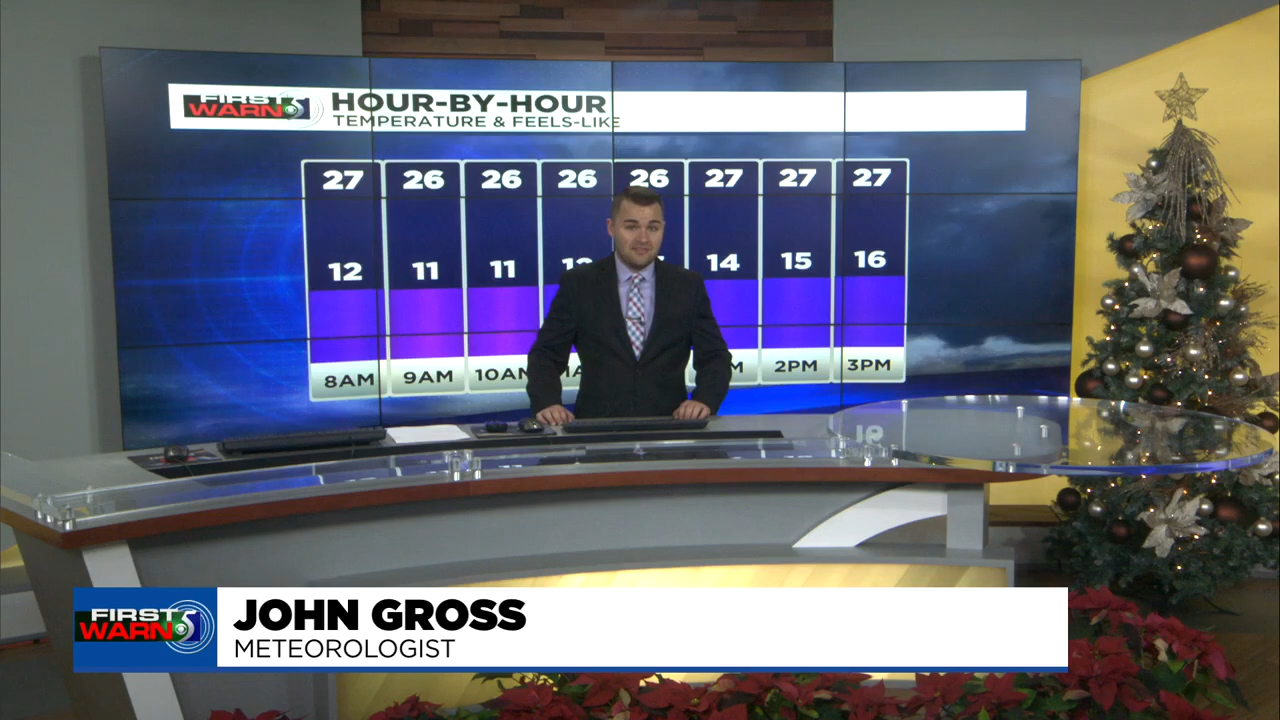 FIRST WARN 5
HOUR-BY-HOUR
TEMPERATURE & FEELS-LIKE
27 26 26 26 26 27 27 27
12 11 11 14 15 16
8AM 9AM 10AM 2PM 3PM
FIRST WARN 5
JOHN GROSS
METEOROLOGIST